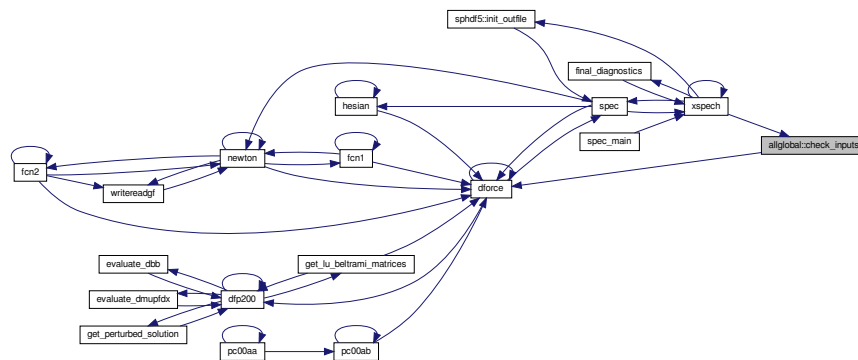 sphdf5::init_outfile
final_diagnostics
hesian
spec
xspech
spec_main
allglobal::check_inputs
newton
fcn1
fcn2
writereadgf
dforce
evaluate_dbb
get_lu_beltrami_matrices
evaluate_dmupfdx
dfp200
get_perturbed_solution
pc00aa
pc00ab